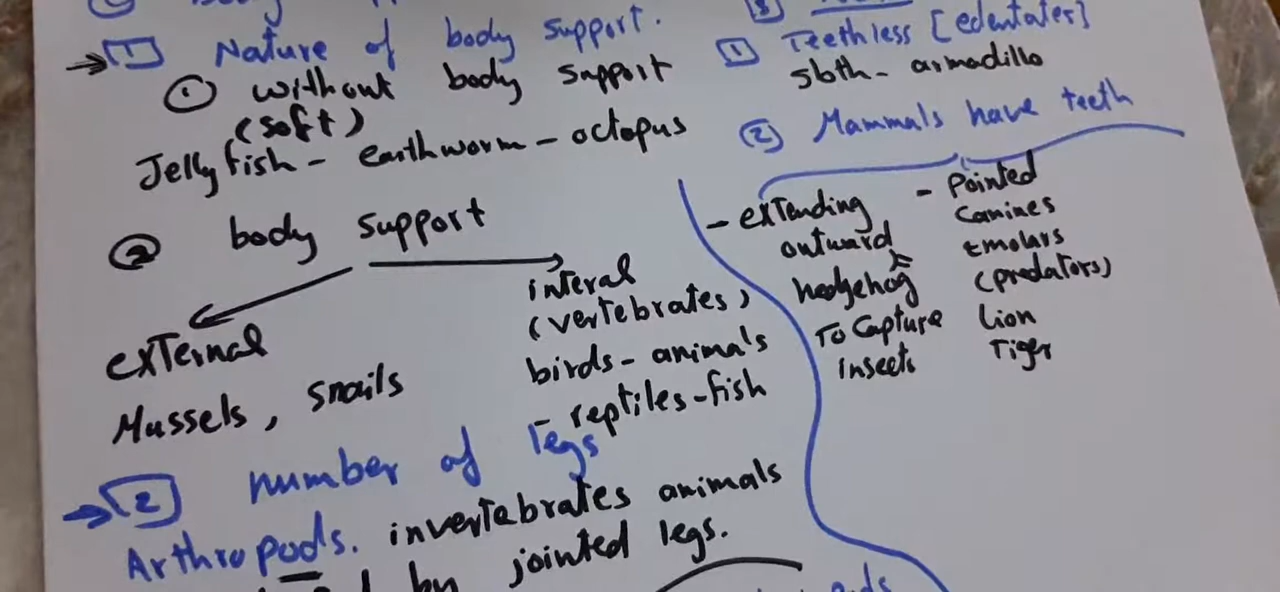 [1] Nature of body support.
① without body support
(soft)
Jelly fish - earthworm - octopus
② body support
external
Mussels, snails
interal
(vertebrates)
birds - animals
- reptiles - fish
[2] number of legs
Arthropods. invertebrates animals
by jointed legs.
[3]
[1] Teethless [edentates]
sloth - armadillo
② Mammals have teeth
- extending
outward
hedgehog
To Capture
insects
- Pointed
Canines
molars
(predators)
Lion
Tiger